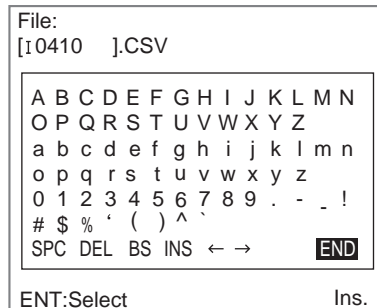 File:
[I0410 ].CSV
A B C D E F G H I J K L M N
O P Q R S T U V W X Y Z
a b c d e f g h i j k l m n
o p q r s t u v w x y z
0 1 2 3 4 5 6 7 8 9 . - _ !
# $ % ‘ ( ) ^ `
SPC DEL BS INS ← → END
ENT:Select Ins.